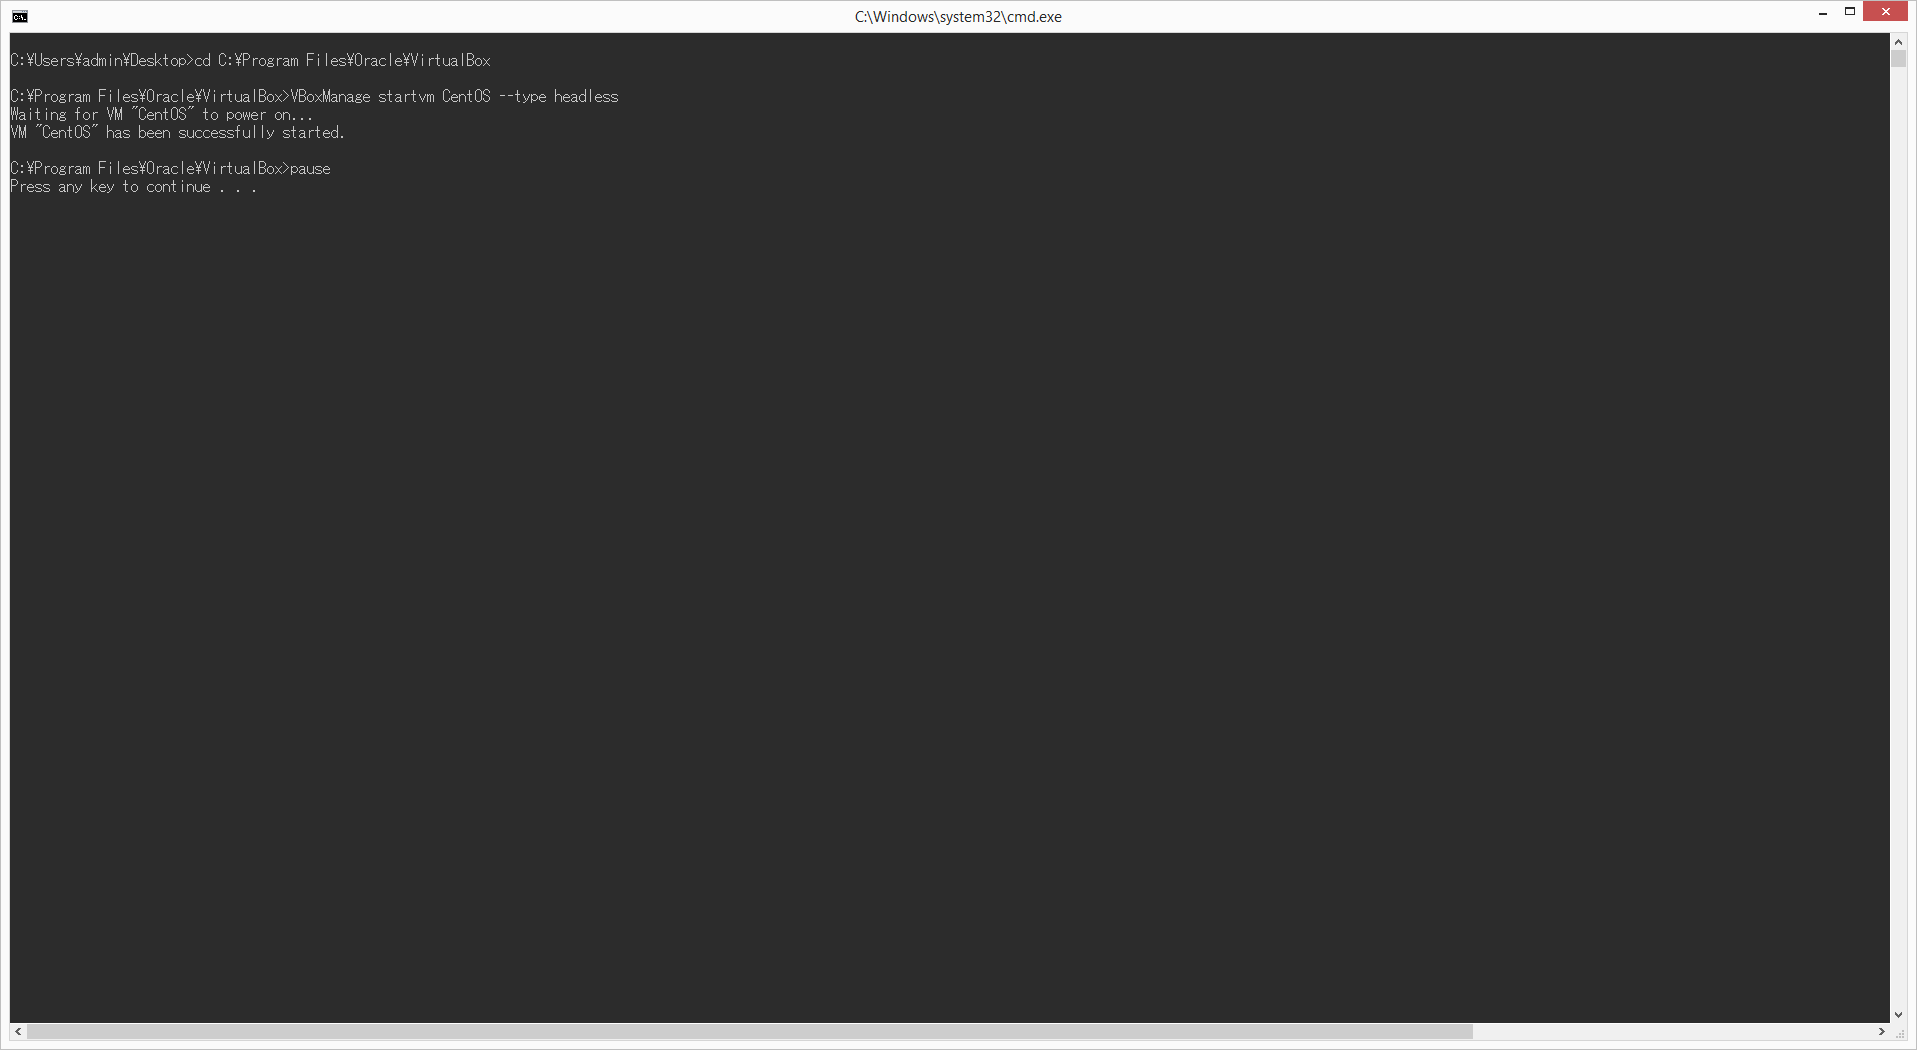 C:\Windows\system32\cmd.exe
C:¥Users¥admin¥Desktop>cd C:¥Program Files¥Oracle¥VirtualBox
C:¥Program Files¥Oracle¥VirtualBox>VBoxManage startvm CentOS --type headless
Waiting for VM "CentOS" to power on...
VM "CentOS" has been successfully started.
C:¥Program Files¥Oracle¥VirtualBox>pause
Press any key to continue . . .